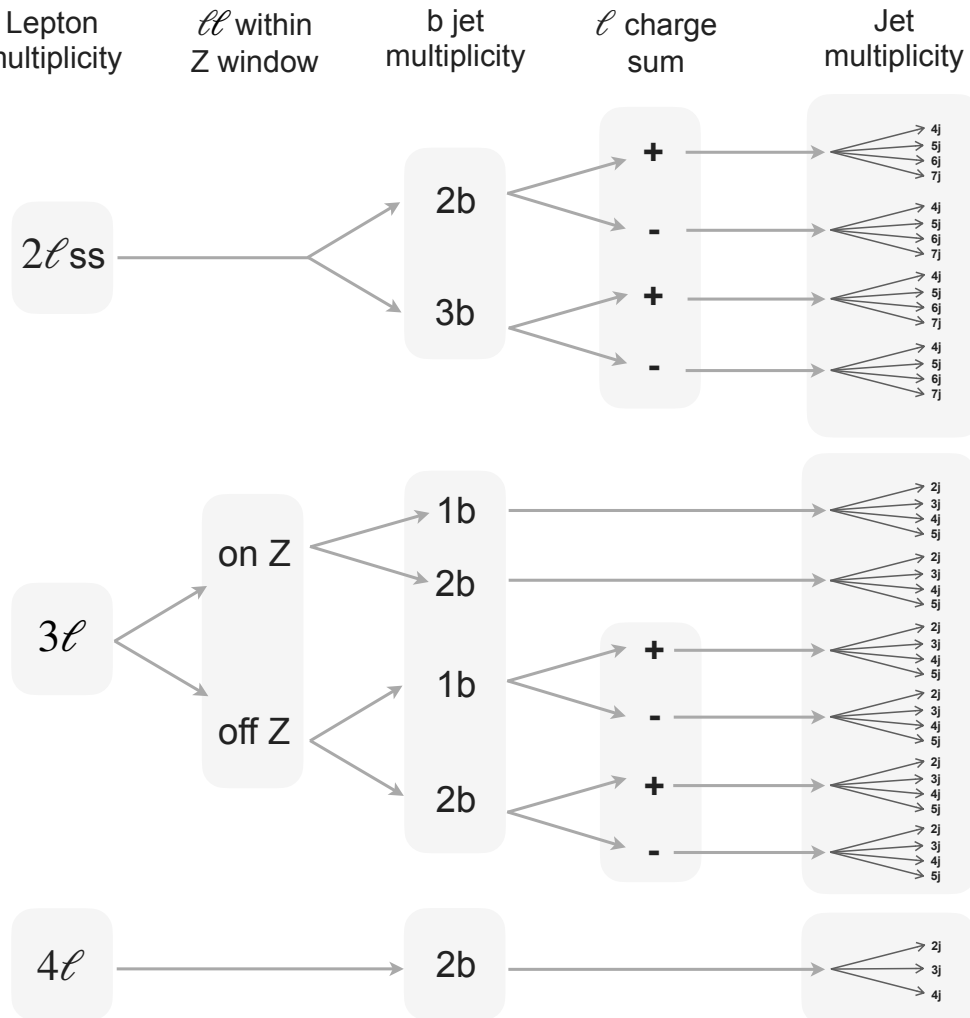 Lepton
multiplicity
ℓℓ within
Z window
b jet
multiplicity
ℓ charge
sum
Jet
multiplicity
2ℓ ss
2b
3b
+
-
+
-
4j
5j
6j
7j
4j
5j
6j
7j
4j
5j
6j
7j
4j
5j
6j
7j
3ℓ
on Z
off Z
1b
2b
1b
2b
+
-
+
-
2j
3j
4j
5j
2j
3j
4j
5j
2j
3j
4j
5j
2j
3j
4j
5j
2j
3j
4j
5j
2j
3j
4j
5j
4ℓ
2b
2j
3j
4j